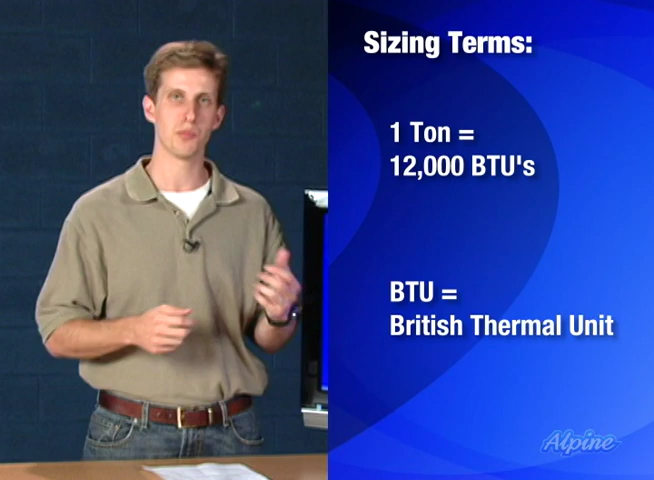 Sizing Terms:
1 Ton =
12,000 BTU's
BTU =
British Thermal Unit
Alpine